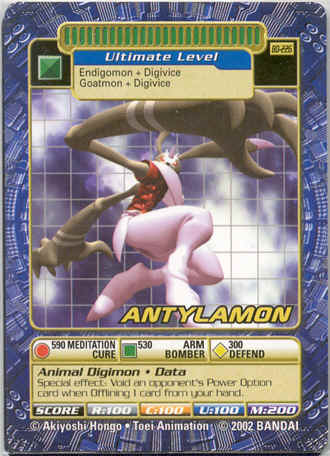 Ultimate Level
Endigomon + Digivice
Goatmon + Digivice
ANTYLAMON
590 MEDITATION CURE
530 ARM BOMBER
300 DEFEND
Animal Digimon • Data
Special effect: Void an opponent's Power Option
card when Offlining 1 card from your hand.
SCORE R:100 C:100 U:100 M:200
© Akiyoshi Hongo • Toei Animation © 2002 BANDAI